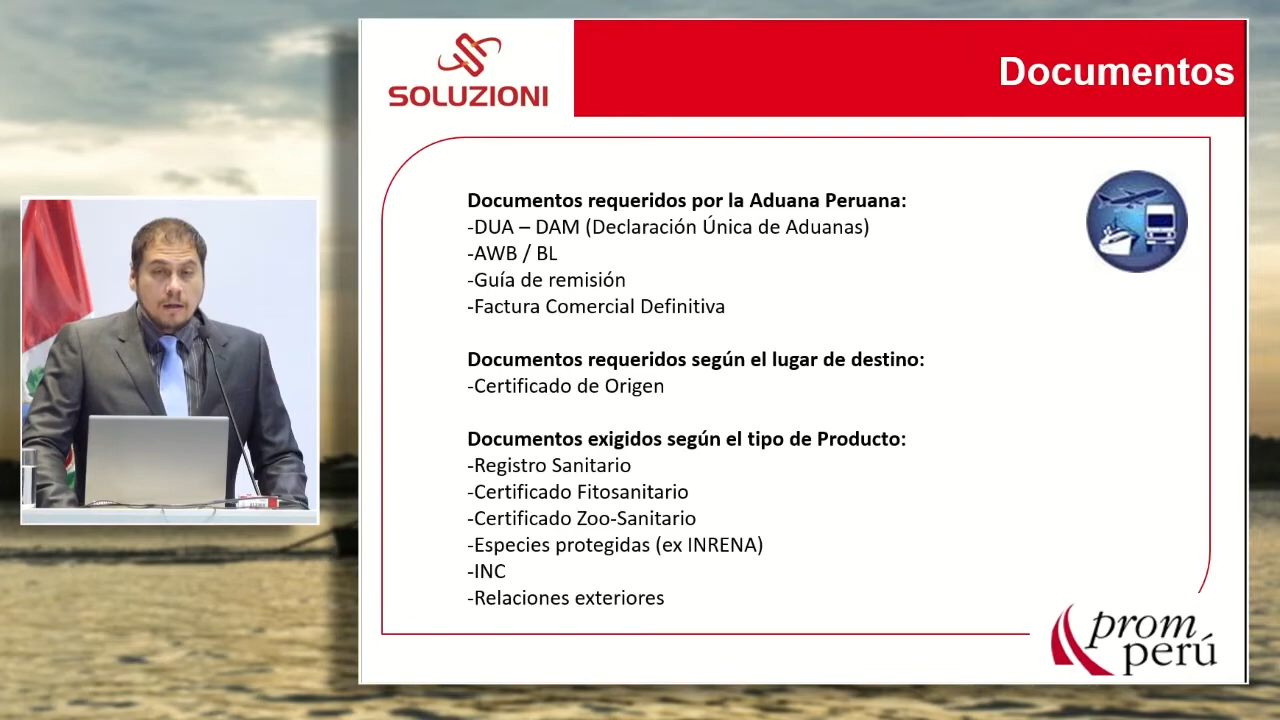 SOLUZIONI
Documentos
Documentos requeridos por la Aduana Peruana:
-DUA – DAM (Declaración Única de Aduanas)
-AWB / BL
-Guía de remisión
-Factura Comercial Definitiva
Documentos requeridos según el lugar de destino:
-Certificado de Origen
Documentos exigidos según el tipo de Producto:
-Registro Sanitario
-Certificado Fitosanitario
-Certificado Zoo-Sanitario
-Especies protegidas (ex INRENA)
-INC
-Relaciones exteriores
prom
perú